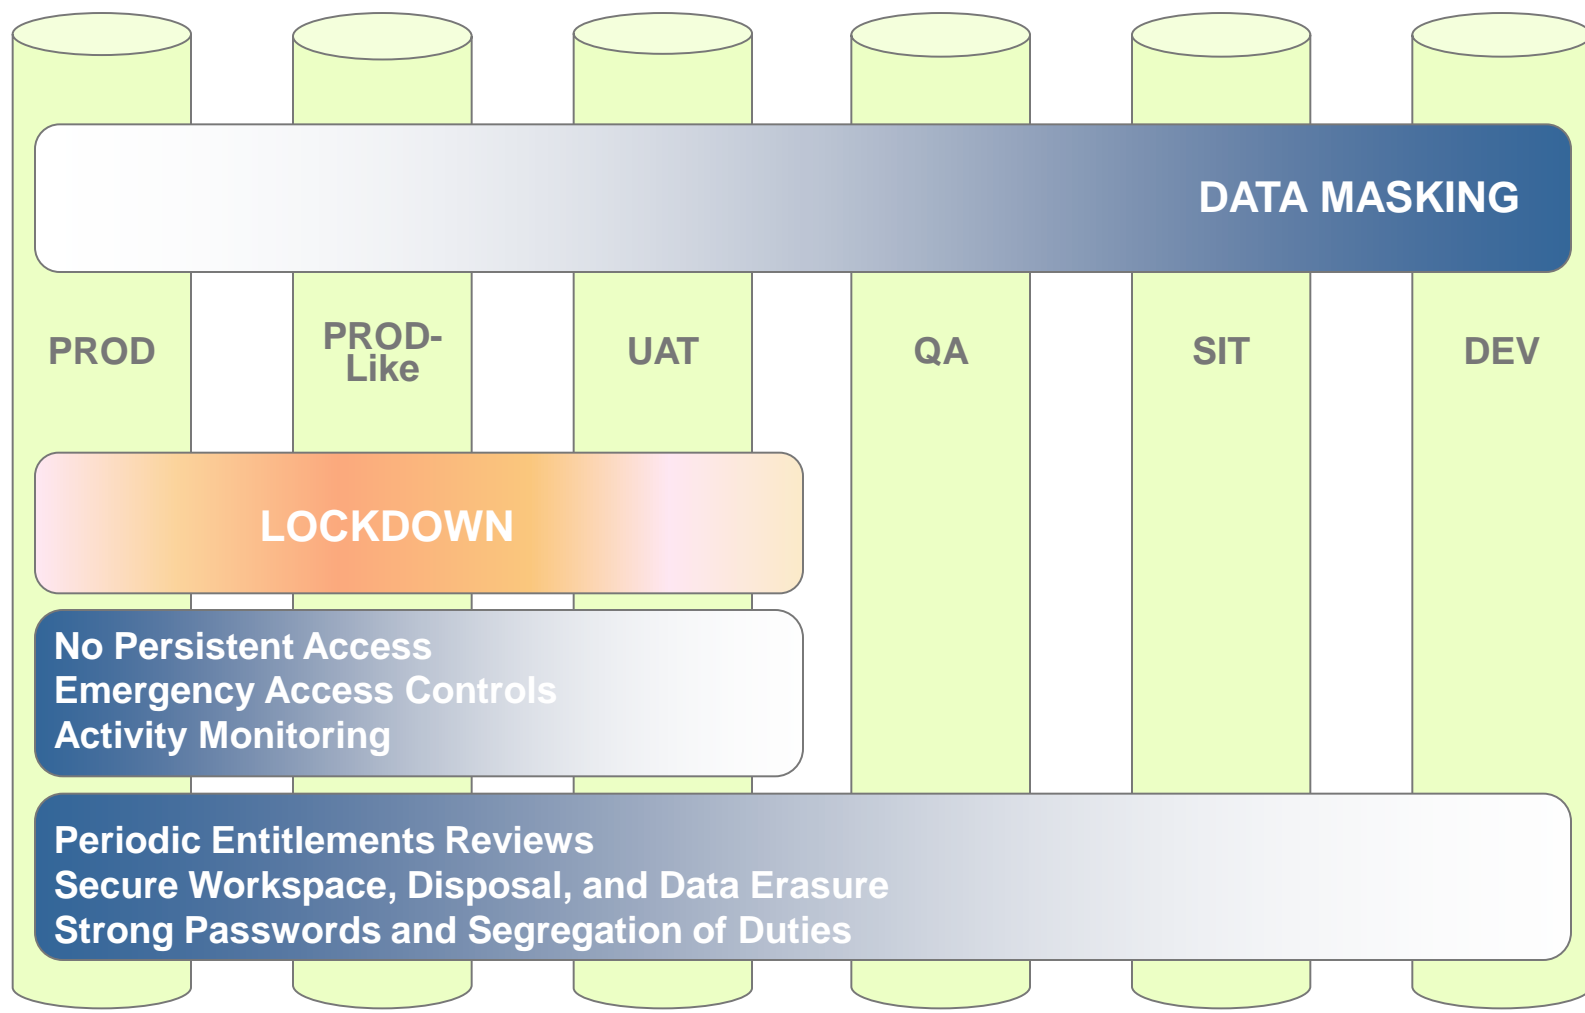 DATA MASKING
PROD
PROD-
Like
UAT
QA
SIT
DEV
LOCKDOWN
No Persistent Access
Emergency Access Controls
Activity Monitoring
Periodic Entitlements Reviews
Secure Workspace, Disposal, and Data Erasure
Strong Passwords and Segregation of Duties